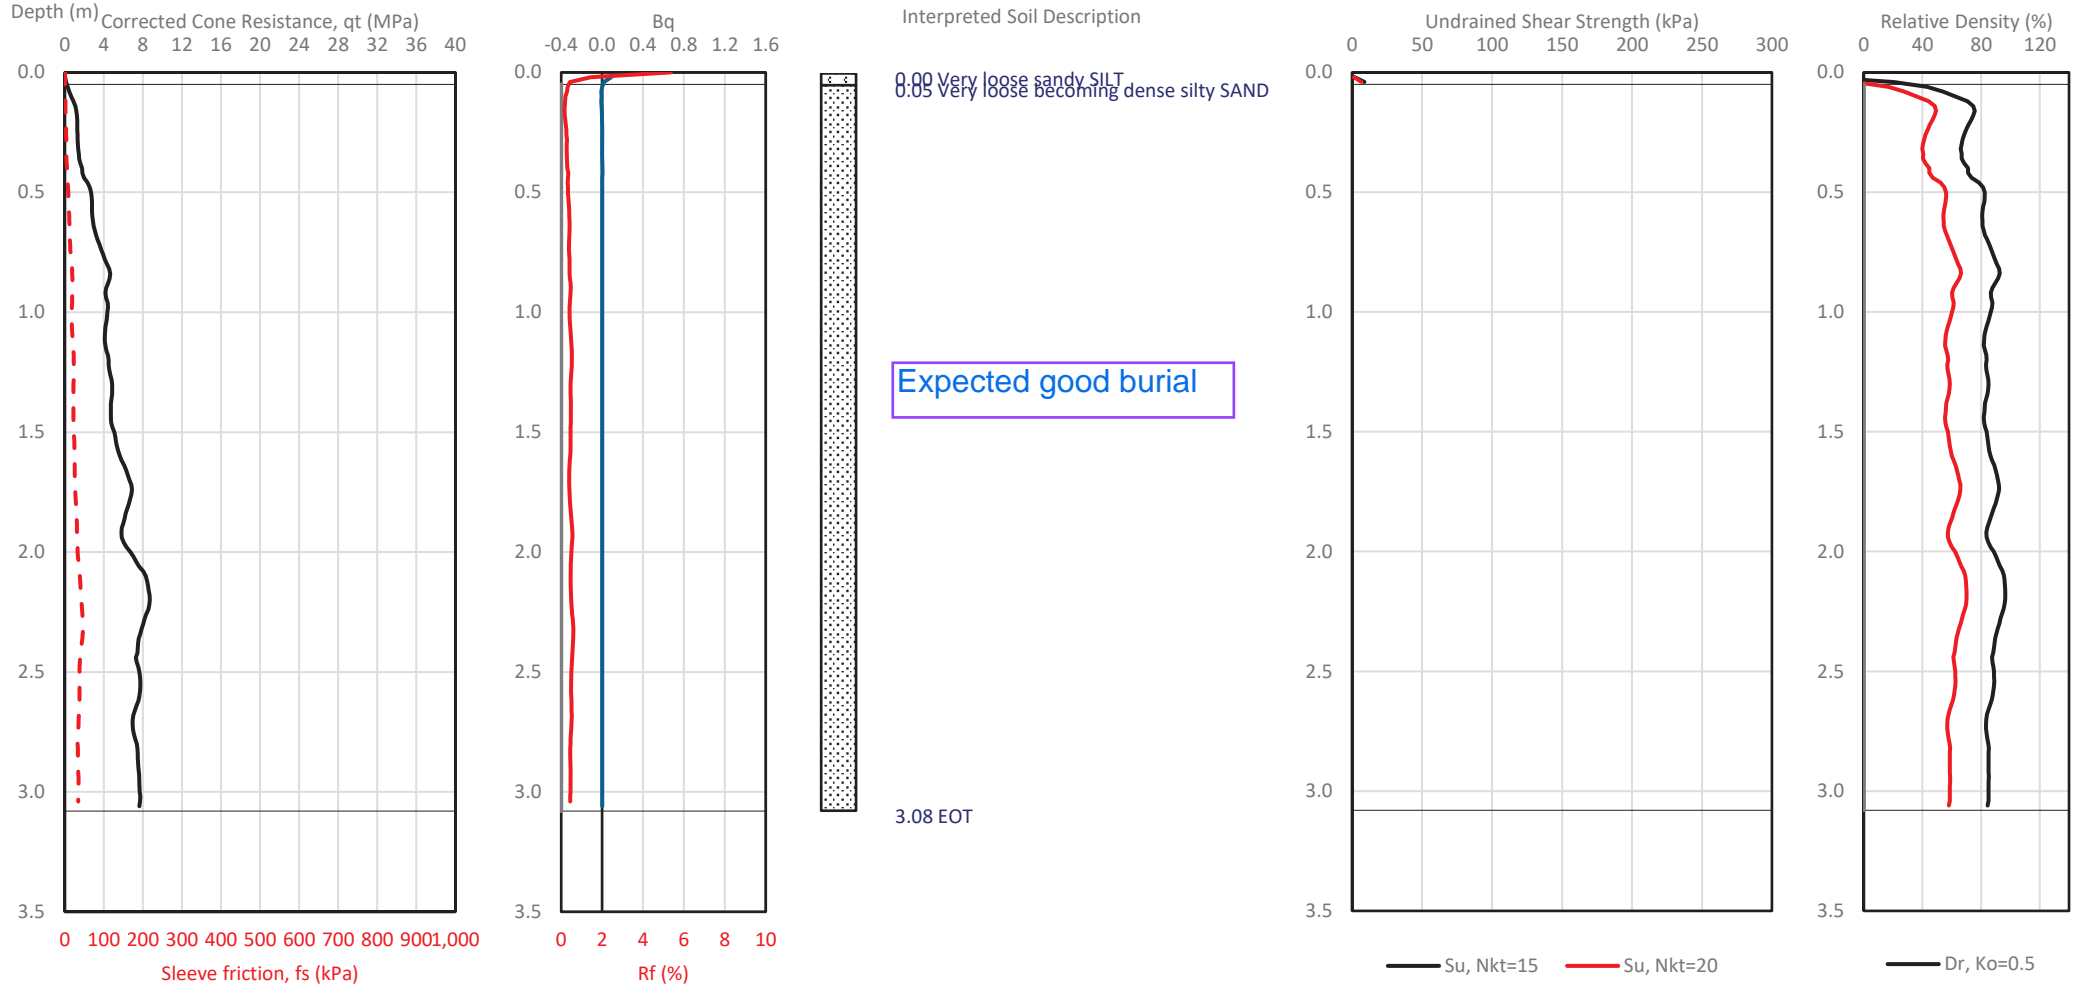 Depth (m)
Corrected Cone Resistance, qt (MPa)
0 4 8 12 16 20 24 28 32 36 40
0.0
0.5
1.0
1.5
2.0
2.5
3.0
3.5
0 100 200 300 400 500 600 700 800 900 1,000
Sleeve friction, fs (kPa)
Bq
-0.4 0.0 0.4 0.8 1.2 1.6
0.0
0.5
1.0
1.5
2.0
2.5
3.0
3.5
0 2 4 6 8 10
Rf (%)
Interpreted Soil Description
0.00 Very loose sandy SILT
0.05 Very loose becoming dense silty SAND
Expected good burial
3.08 EOT
Undrained Shear Strength (kPa)
0 50 100 150 200 250 300
0.0
0.5
1.0
1.5
2.0
2.5
3.0
3.5
Su, Nkt=15 Su, Nkt=20
Relative Density (%)
0 40 80 120
0.0
0.5
1.0
1.5
2.0
2.5
3.0
3.5
Dr, Ko=0.5